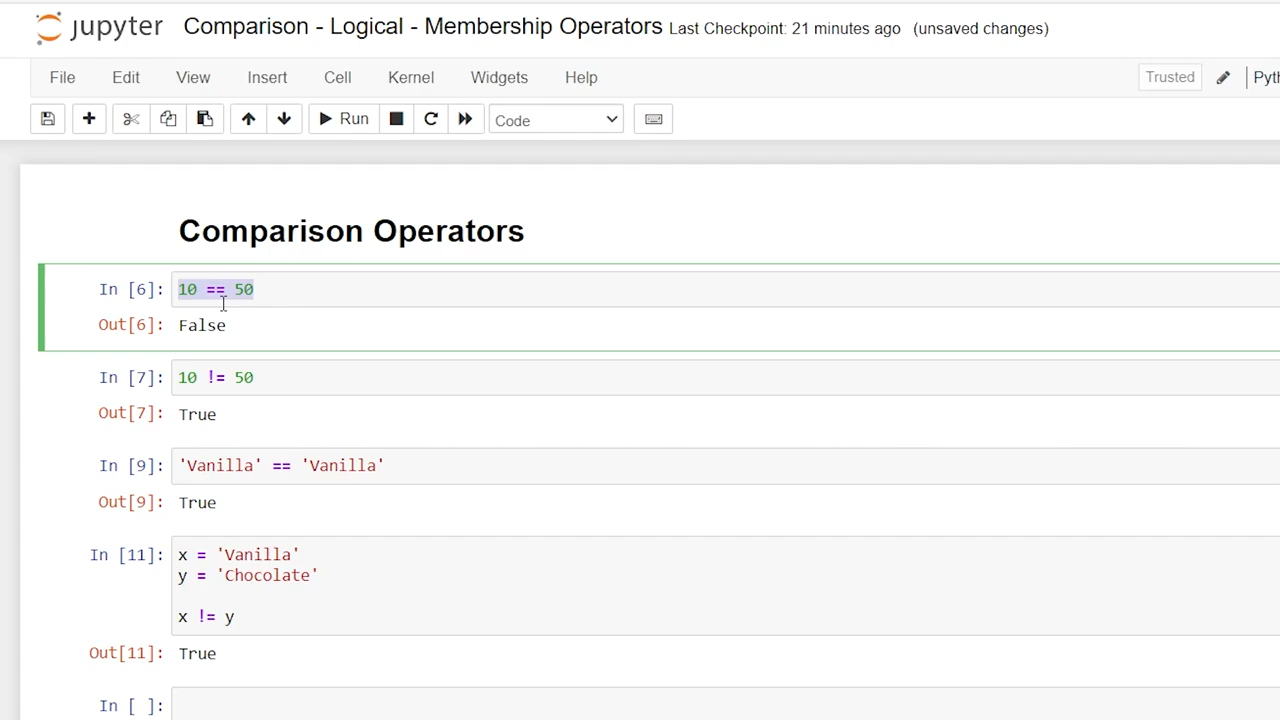 jupyter Comparison - Logical - Membership Operators Last Checkpoint: 21 minutes ago (unsaved changes)
File Edit View Insert Cell Kernel Widgets Help Trusted Pyth
Run Code
Comparison Operators
In [6]: 10 == 50
Out[6]: False
In [7]: 10 != 50
Out[7]: True
In [9]: 'Vanilla' == 'Vanilla'
Out[9]: True
In [11]: x = 'Vanilla'
y = 'Chocolate'
x != y
Out[11]: True
In [ ]: